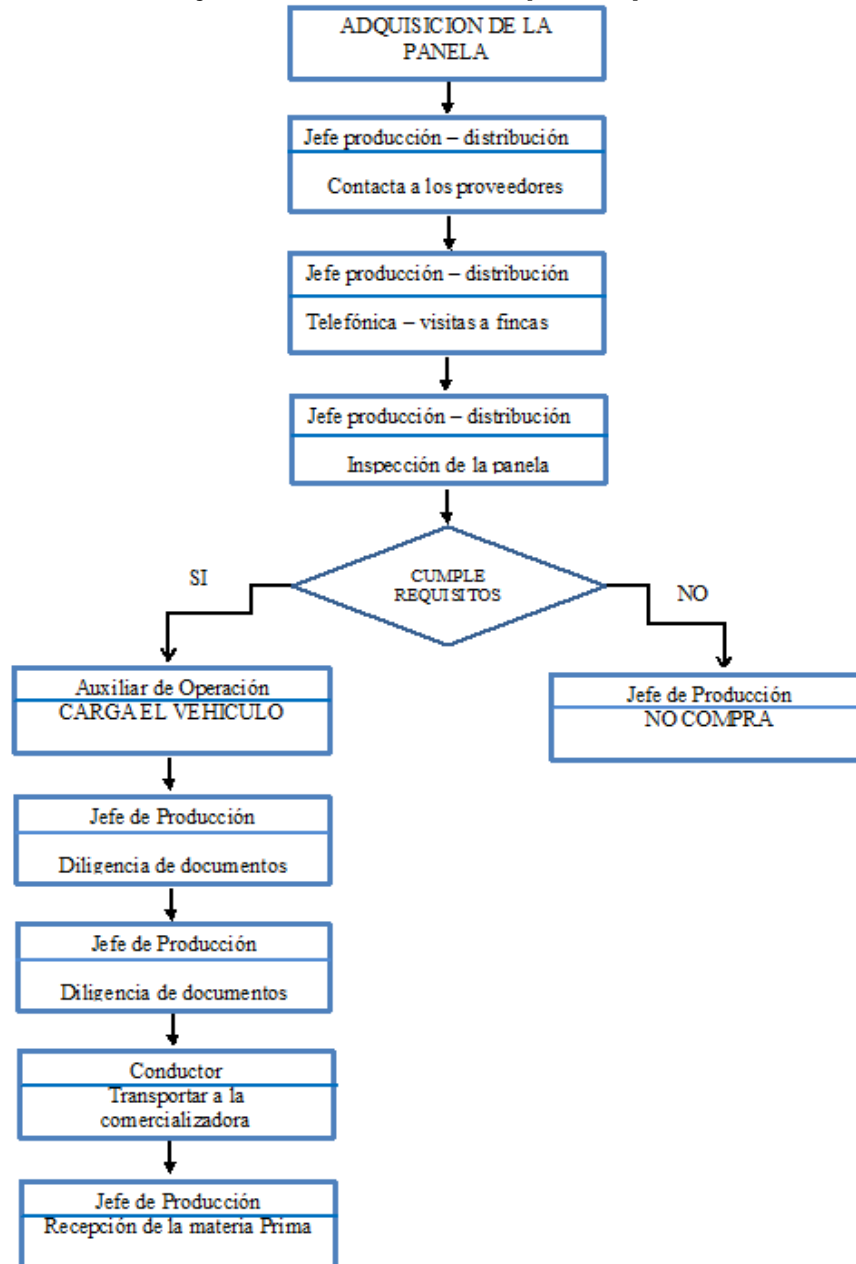 ADQUISICION DE LA
PANELA
Jefe producción – distribución
Contacta a los proveedores
Jefe producción – distribución
Telefónica – visitas a fincas
Jefe producción – distribución
Inspección de la panela
CUMPLE
REQUISITOS
SI
NO
Auxiliar de Operación
CARGA EL VEHICULO
Jefe de Producción
NO COMPRA
Jefe de Producción
Diligencia de documentos
Jefe de Producción
Diligencia de documentos
Conductor
Transportar a la
comercializadora
Jefe de Producción
Recepción de la materia Prima